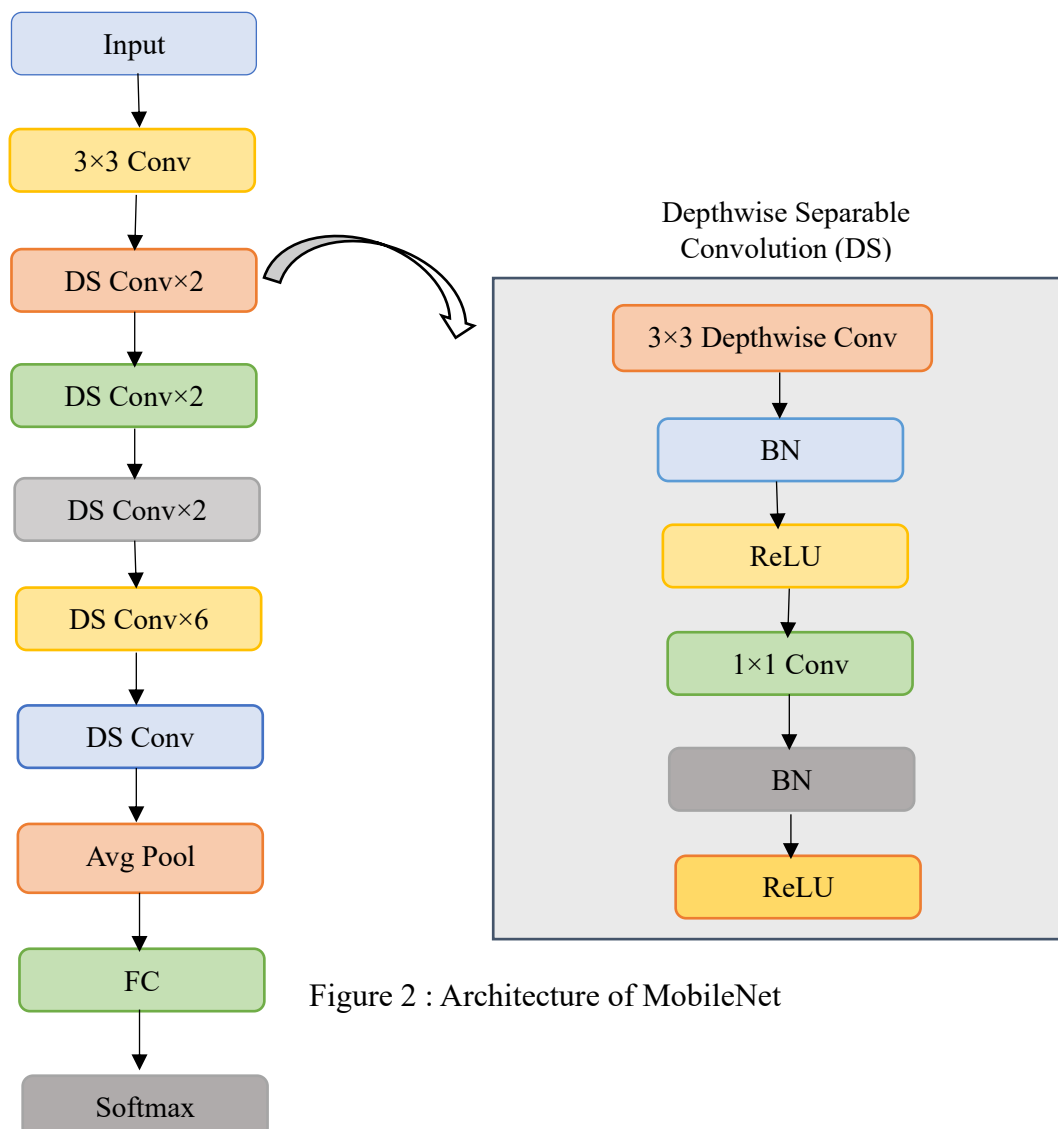 Input
3×3 Conv
DS Conv×2
DS Conv×2
DS Conv×2
DS Conv×6
DS Conv
Avg Pool
FC
Softmax
Depthwise Separable
Convolution (DS)
3×3 Depthwise Conv
BN
ReLU
1×1 Conv
BN
ReLU
Figure 2 : Architecture of MobileNet